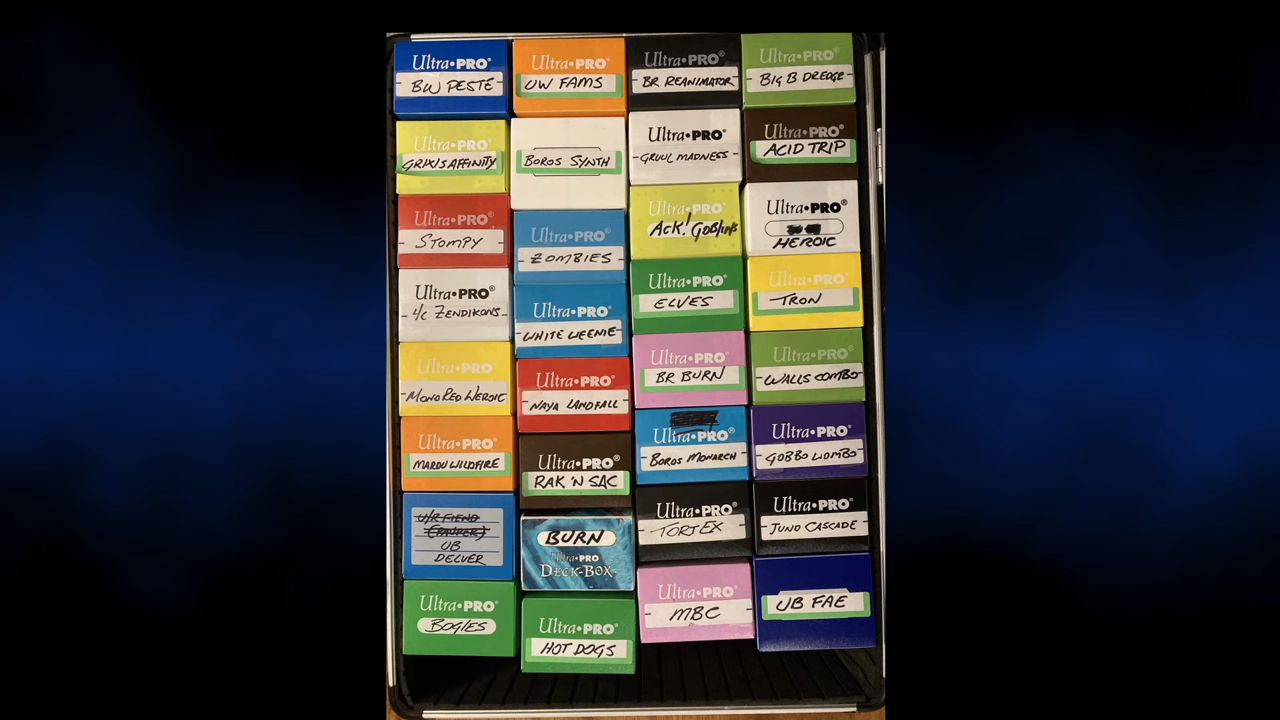 Ultra•PRO®
BW PESTE
Ultra•PRO®
UW FAMS
Ultra•PRO®
BR REANIMATOR
Ultra•PRO®
BIG B DREDGE
Ultra•PRO®
GRIXIS AFFINITY
BOROS SYNTH
Ultra•PRO®
GRUUL MADNESS
Ultra•PRO®
ACID TRIP
Ultra•PRO®
STOMPY
Ultra•PRO®
ZOMBIES
Ultra•PRO®
ACK! GOBLINS
Ultra•PRO®
HEROIC
Ultra•PRO®
4/C ZENDIKONS
Ultra•PRO®
WHITE WEENIE
Ultra•PRO®
ELVES
Ultra•PRO®
TRON
Ultra•PRO®
MONO RED HEROIC
Ultra•PRO®
NAYA LANDFALL
Ultra•PRO®
BR BURN
Ultra•PRO®
WALLS COMBO
Ultra•PRO®
MARDU WILDFIRE
Ultra•PRO®
RAK 'N SAC
Ultra•PRO®
BOROS MONARCH
Ultra•PRO®
GOBBO COMBO
U/R FIEND
(PAUPER)
UB
DELVER
BURN
Ultra•PRO
DECK-BOX
Ultra•PRO®
TORTEX
Ultra•PRO®
JUND CASCADE
Ultra•PRO®
BOGLES
Ultra•PRO®
HOT DOGS
Ultra•PRO®
MBC
UB FAE